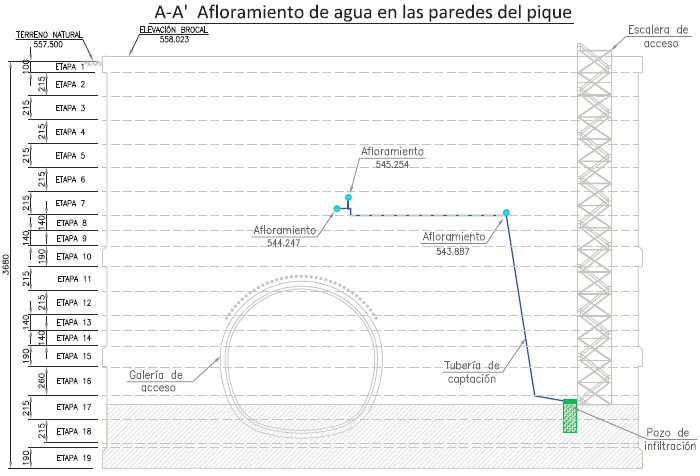 A-A' Afloramiento de agua en las paredes del pique
TERRENO NATURAL
557.500
ELEVACIÓN BROCAL
558.023
Escalera de
acceso
100
ETAPA 1
215
ETAPA 2
215
ETAPA 3
215
ETAPA 4
215
ETAPA 5
215
ETAPA 6
215
ETAPA 7
140
ETAPA 8
140
ETAPA 9
190
ETAPA 10
215
ETAPA 11
215
ETAPA 12
140
ETAPA 13
140
ETAPA 14
190
ETAPA 15
260
ETAPA 16
215
ETAPA 17
215
ETAPA 18
190
ETAPA 19
3680
Afloramiento
545.254
Afloramiento
544.247
Afloramiento
543.887
Galería de
acceso
Tubería de
captación
Pozo de
infiltración